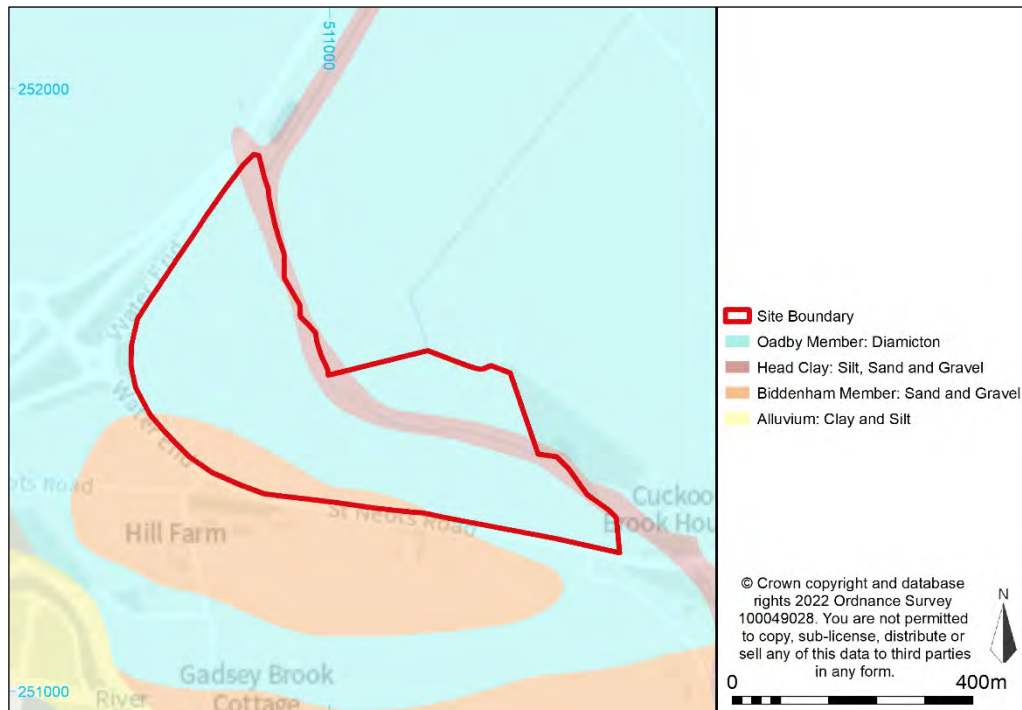 511000
252000
Water End
Water End
ots Road
St Neots Road
Hill Farm
Cuckoo
Brook Hou
Gadsey Brook
Cottage
River
251000
Site Boundary
Oadby Member: Diamicton
Head Clay: Silt, Sand and Gravel
Biddenham Member: Sand and Gravel
Alluvium: Clay and Silt
© Crown copyright and database
rights 2022 Ordnance Survey
100049028. You are not permitted
to copy, sub-license, distribute or
sell any of this data to third parties
in any form.
N
0 400m